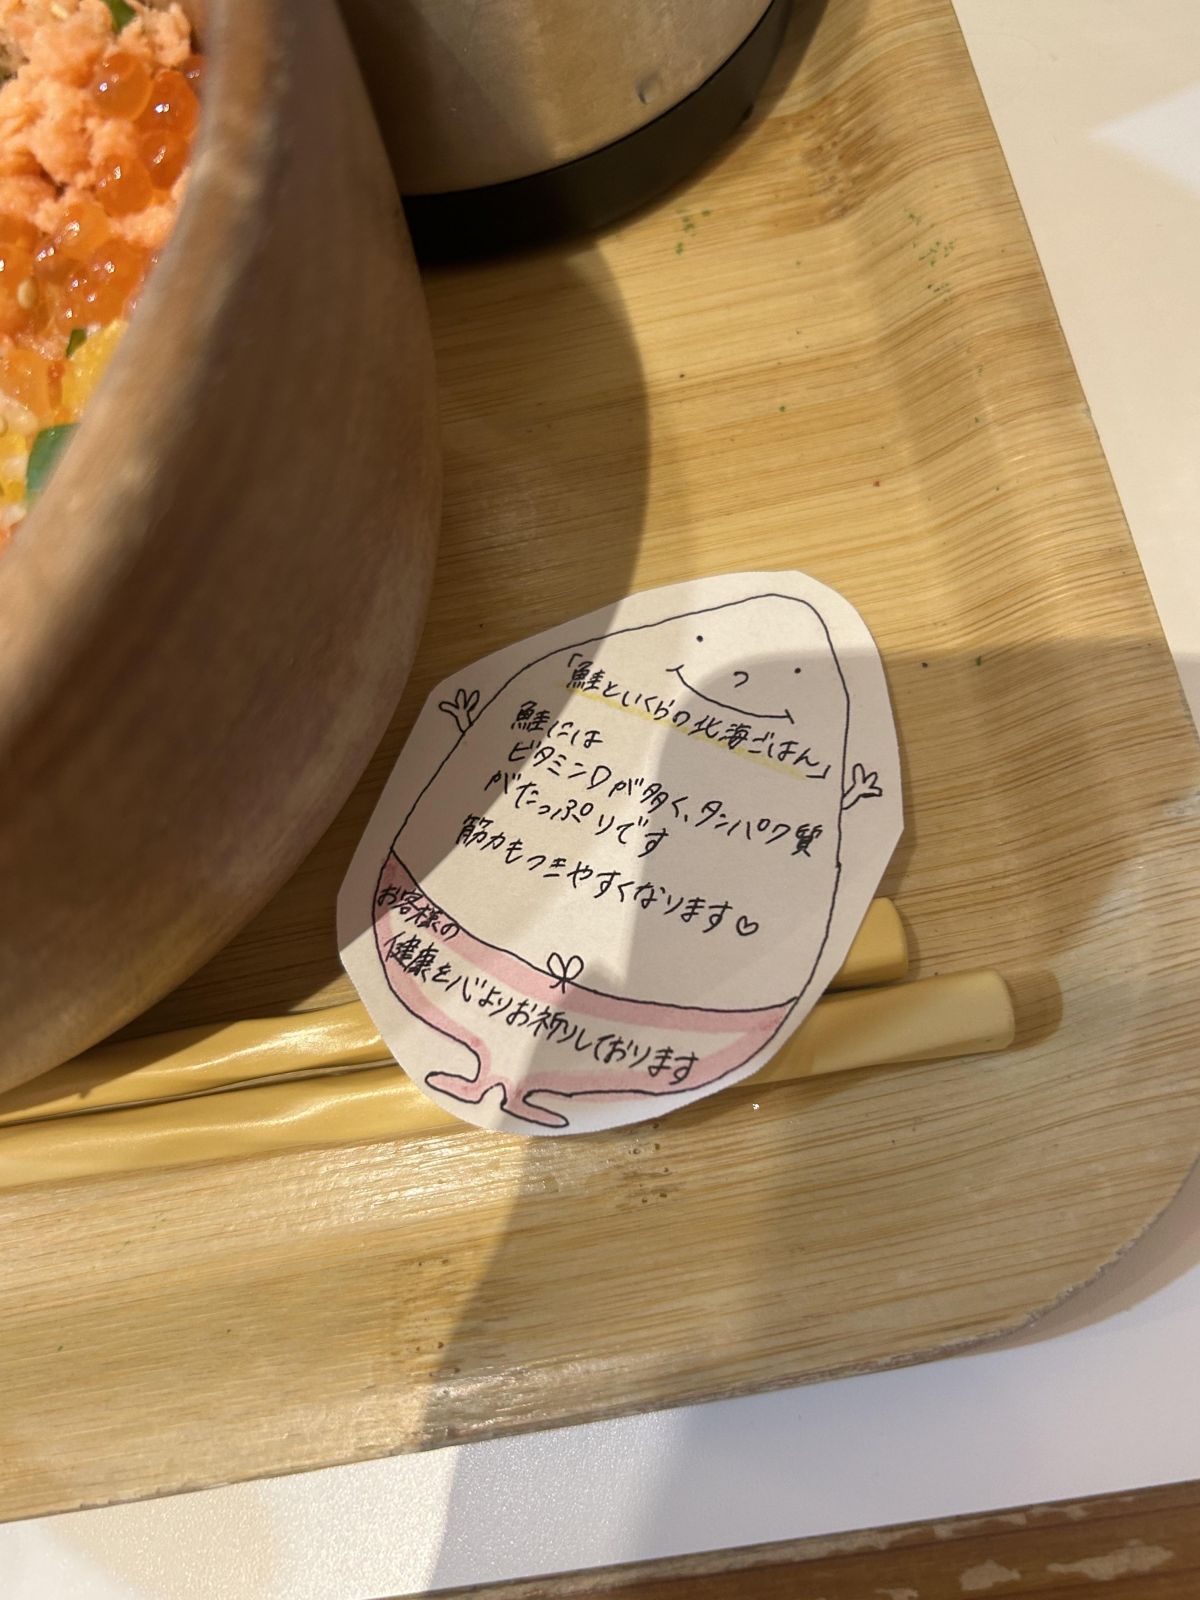 「鮭といくらの北海ごはん」
鮭には
ビタミンDが多く、タンパク質
がたっぷりです
筋力もつきやすくなります♡
お客様の
健康を心よりお祈りしております